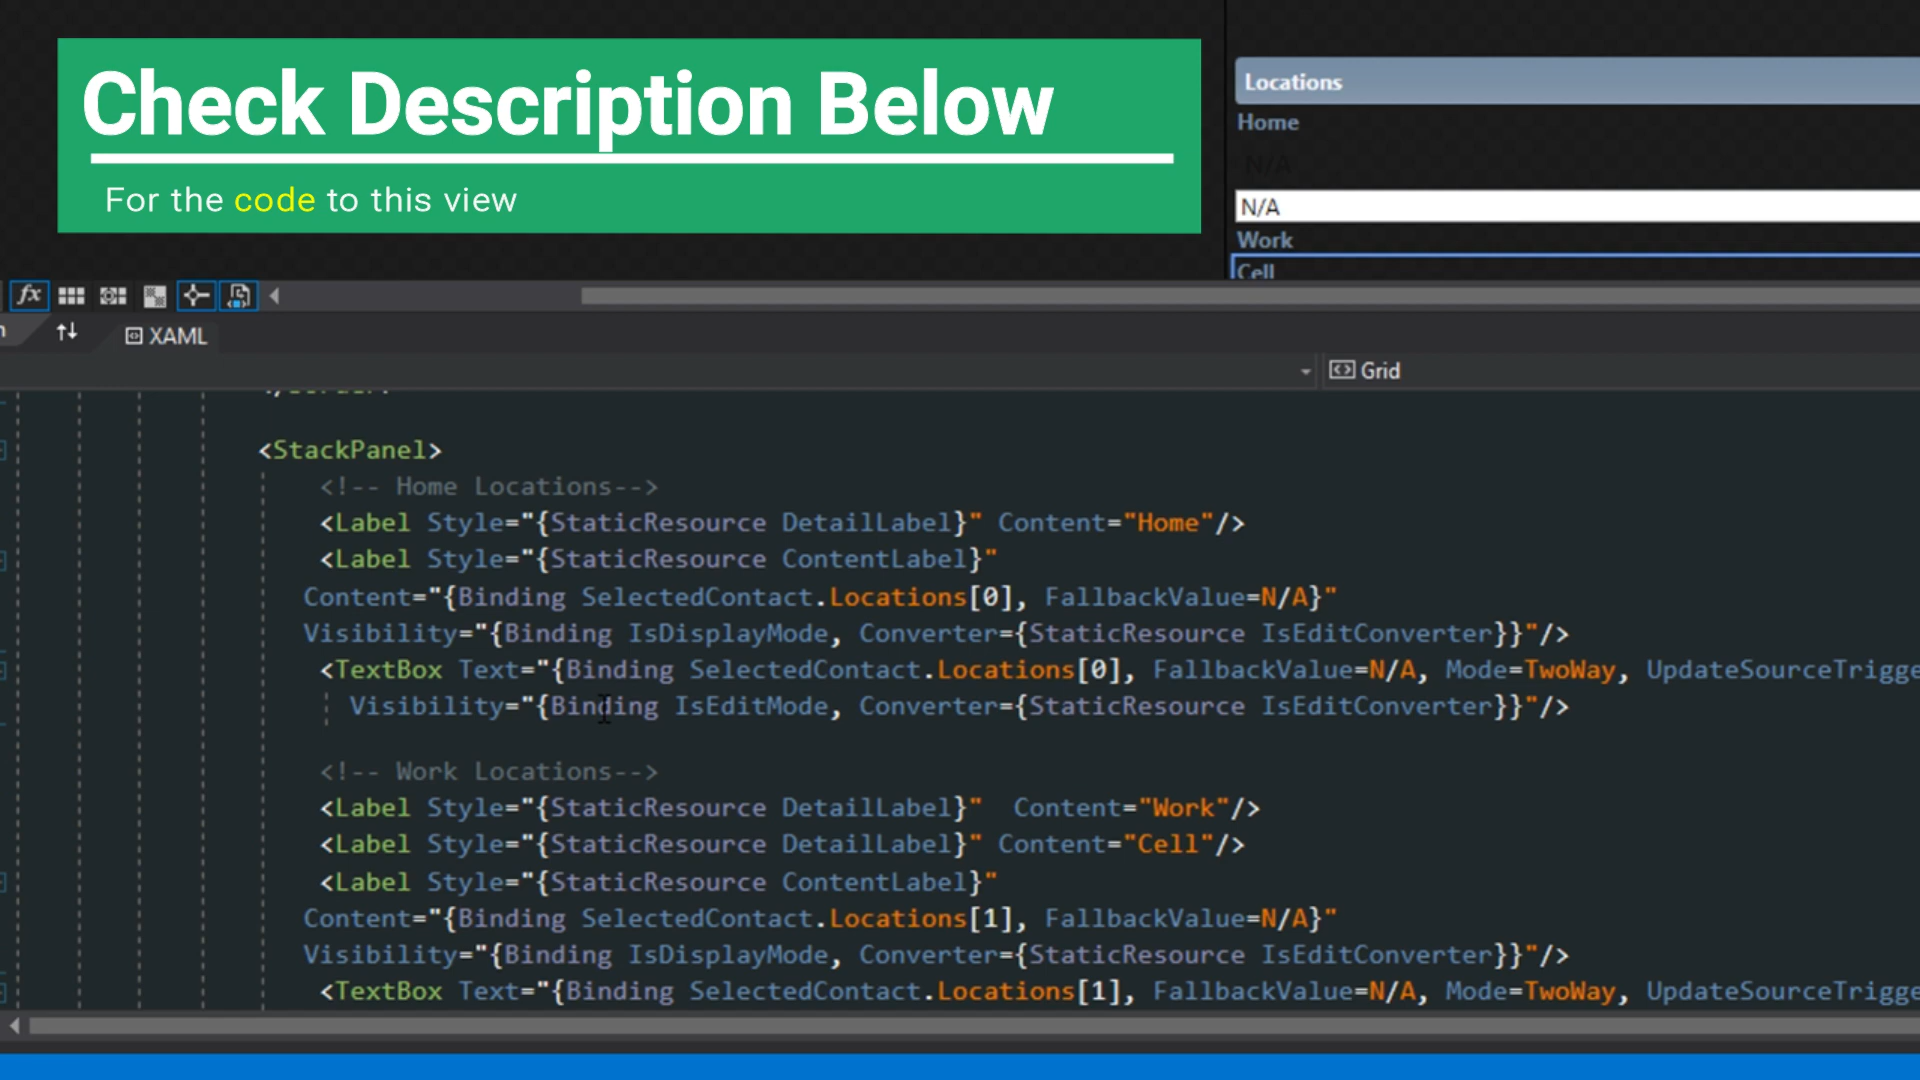 Check Description Below
For the code to this view
Locations
Home
N/A
N/A
Work
Cell
fx
XAML
Grid
<StackPanel>
<!-- Home Locations-->
<Label Style="{StaticResource DetailLabel}" Content="Home"/>
<Label Style="{StaticResource ContentLabel}"
Content="{Binding SelectedContact.Locations[0], FallbackValue=N/A}"
Visibility="{Binding IsDisplayMode, Converter={StaticResource IsEditConverter}}"/>
<TextBox Text="{Binding SelectedContact.Locations[0], FallbackValue=N/A, Mode=TwoWay, UpdateSourceTrigge
Visibility="{Binding IsEditMode, Converter={StaticResource IsEditConverter}}"/>
<!-- Work Locations-->
<Label Style="{StaticResource DetailLabel}"  Content="Work"/>
<Label Style="{StaticResource DetailLabel}" Content="Cell"/>
<Label Style="{StaticResource ContentLabel}"
Content="{Binding SelectedContact.Locations[1], FallbackValue=N/A}"
Visibility="{Binding IsDisplayMode, Converter={StaticResource IsEditConverter}}"/>
<TextBox Text="{Binding SelectedContact.Locations[1], FallbackValue=N/A, Mode=TwoWay, UpdateSourceTrigge